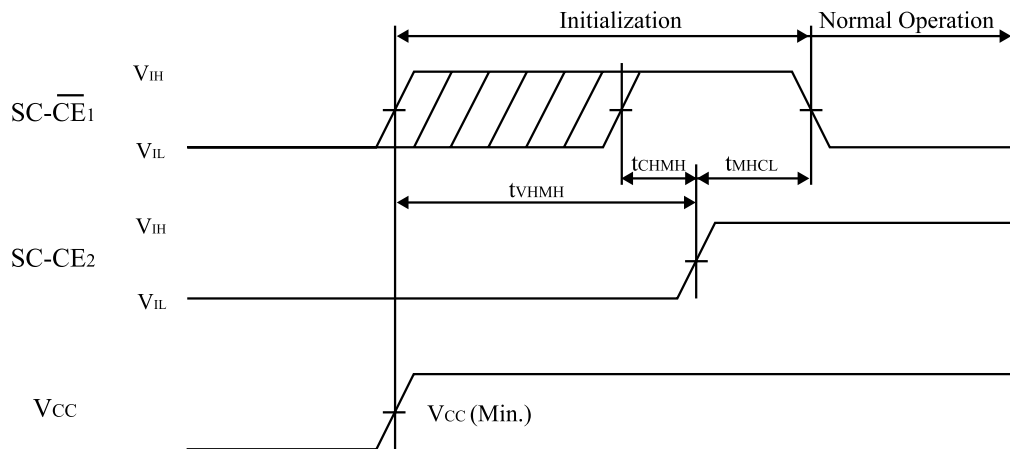 Initialization
Normal Operation
VIH
SC-CE1
VIL
tCHMH
tMHCL
tVHMH
VIH
SC-CE2
VIL
VCC
VCC (Min.)